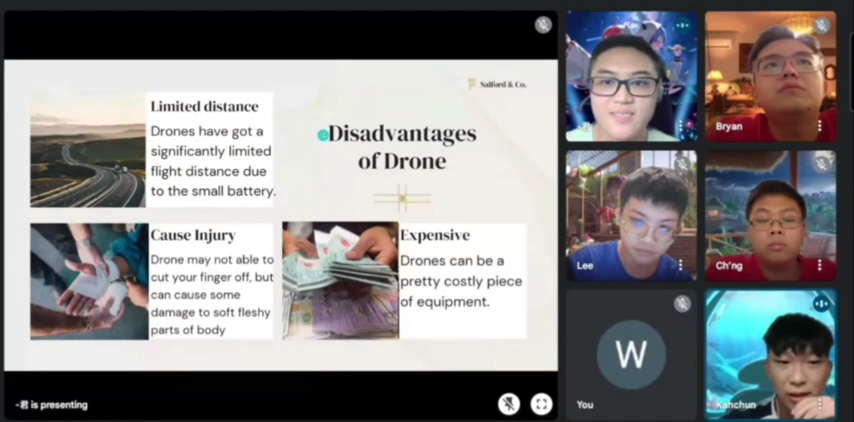 Salford & Co.
Limited distance
Drones have got a
significantly limited
flight distance due
to the small battery.
Disadvantages
of Drone
Cause Injury
Drone may not able to
cut your finger off, but
can cause some
damage to soft fleshy
parts of body
Expensive
Drones can be a
pretty costly piece
of equipment.
-君 is presenting
Bryan
Lee
Ch'ng
W
You
Kanchun